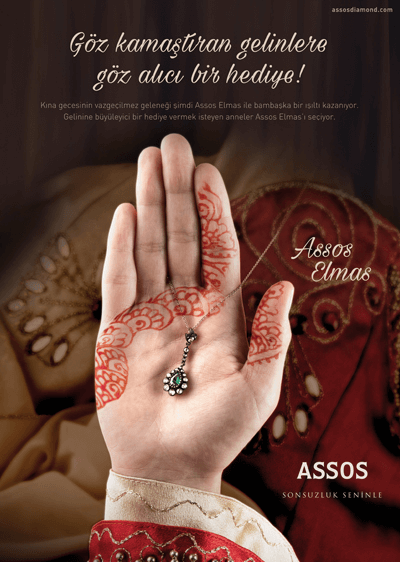 assosdiamond.com
Göz kamaştıran gelinlere
göz alıcı bir hediye!
Kına gecesinin vazgeçilmez geleneği şimdi Assos Elmas ile bambaşka bir ışıltı kazanıyor.
Gelinine büyüleyici bir hediye vermek isteyen anneler Assos Elmas'ı seçiyor.
Assos
Elmas
ASSOS
SONSUZLUK SENİNLE